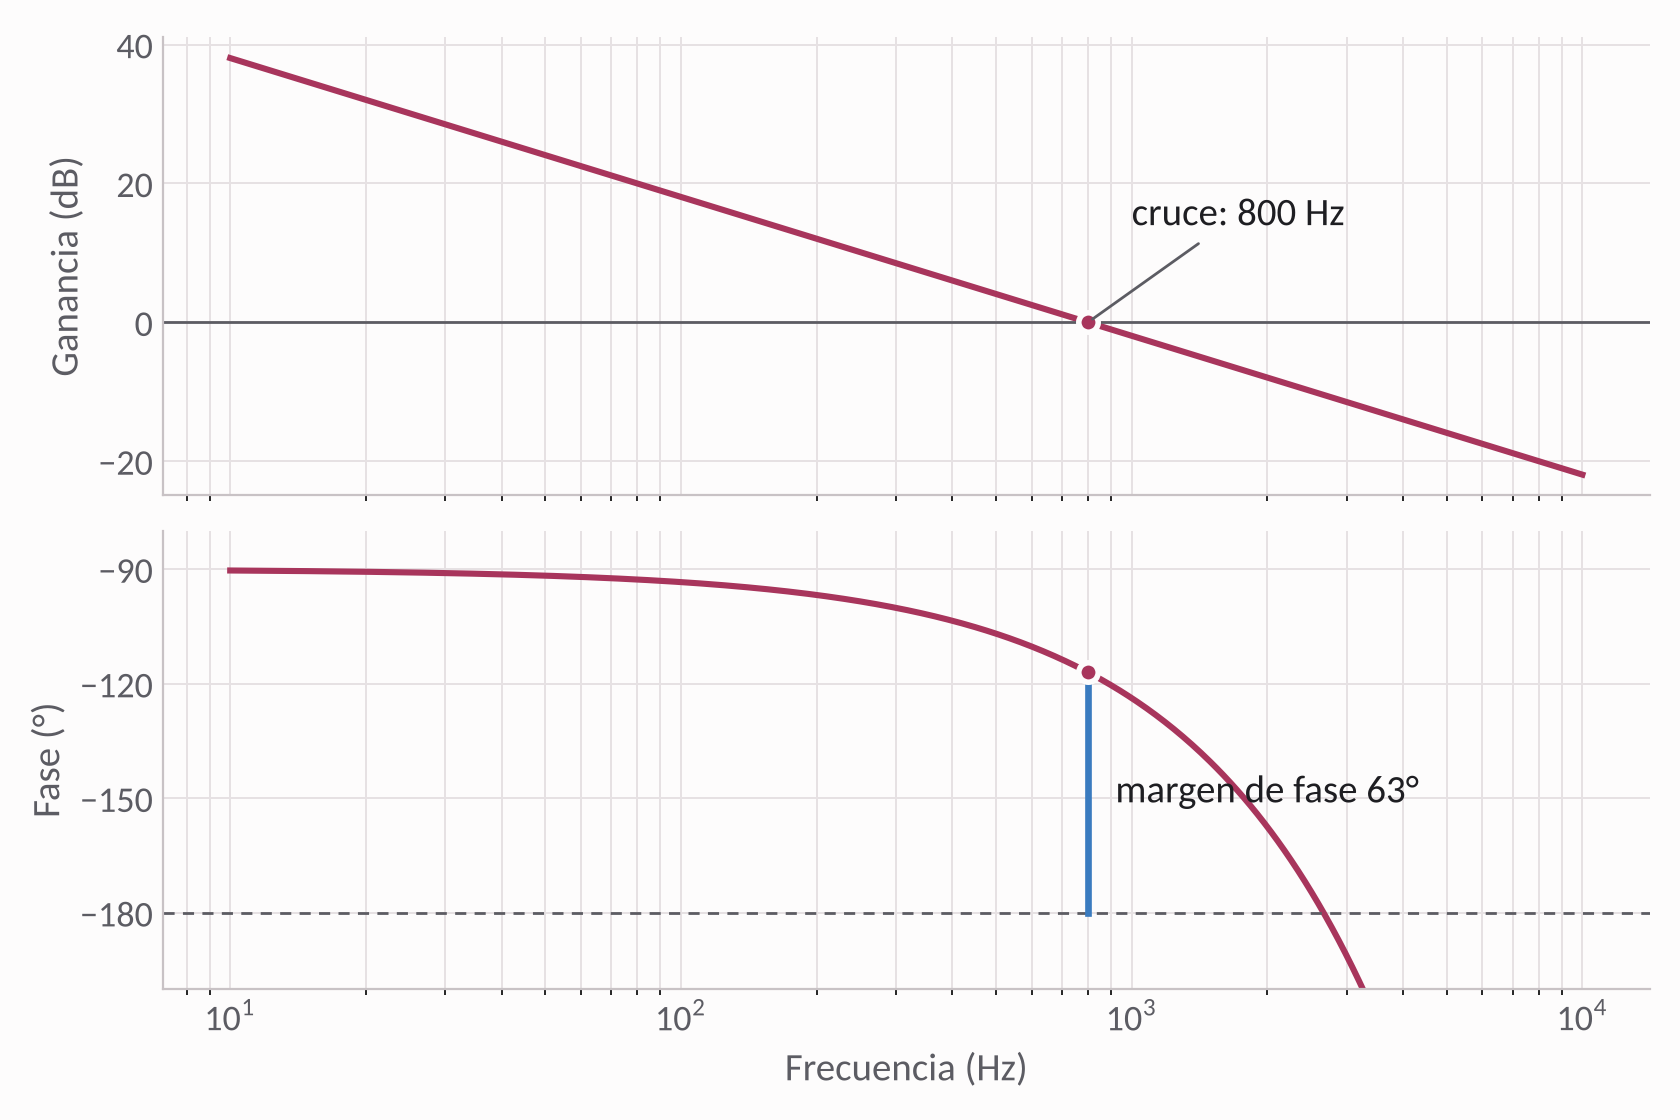 40
20
0
−20
Ganancia (dB)
cruce: 800 Hz
−90
−120
−150
−180
Fase (°)
margen de fase 63°
10¹
10²
10³
10⁴
Frecuencia (Hz)